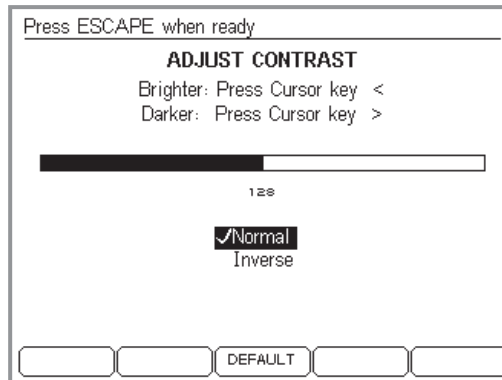 Press ESCAPE when ready
ADJUST CONTRAST
Brighter: Press Cursor key <
Darker: Press Cursor key >
128
✓Normal
Inverse
DEFAULT